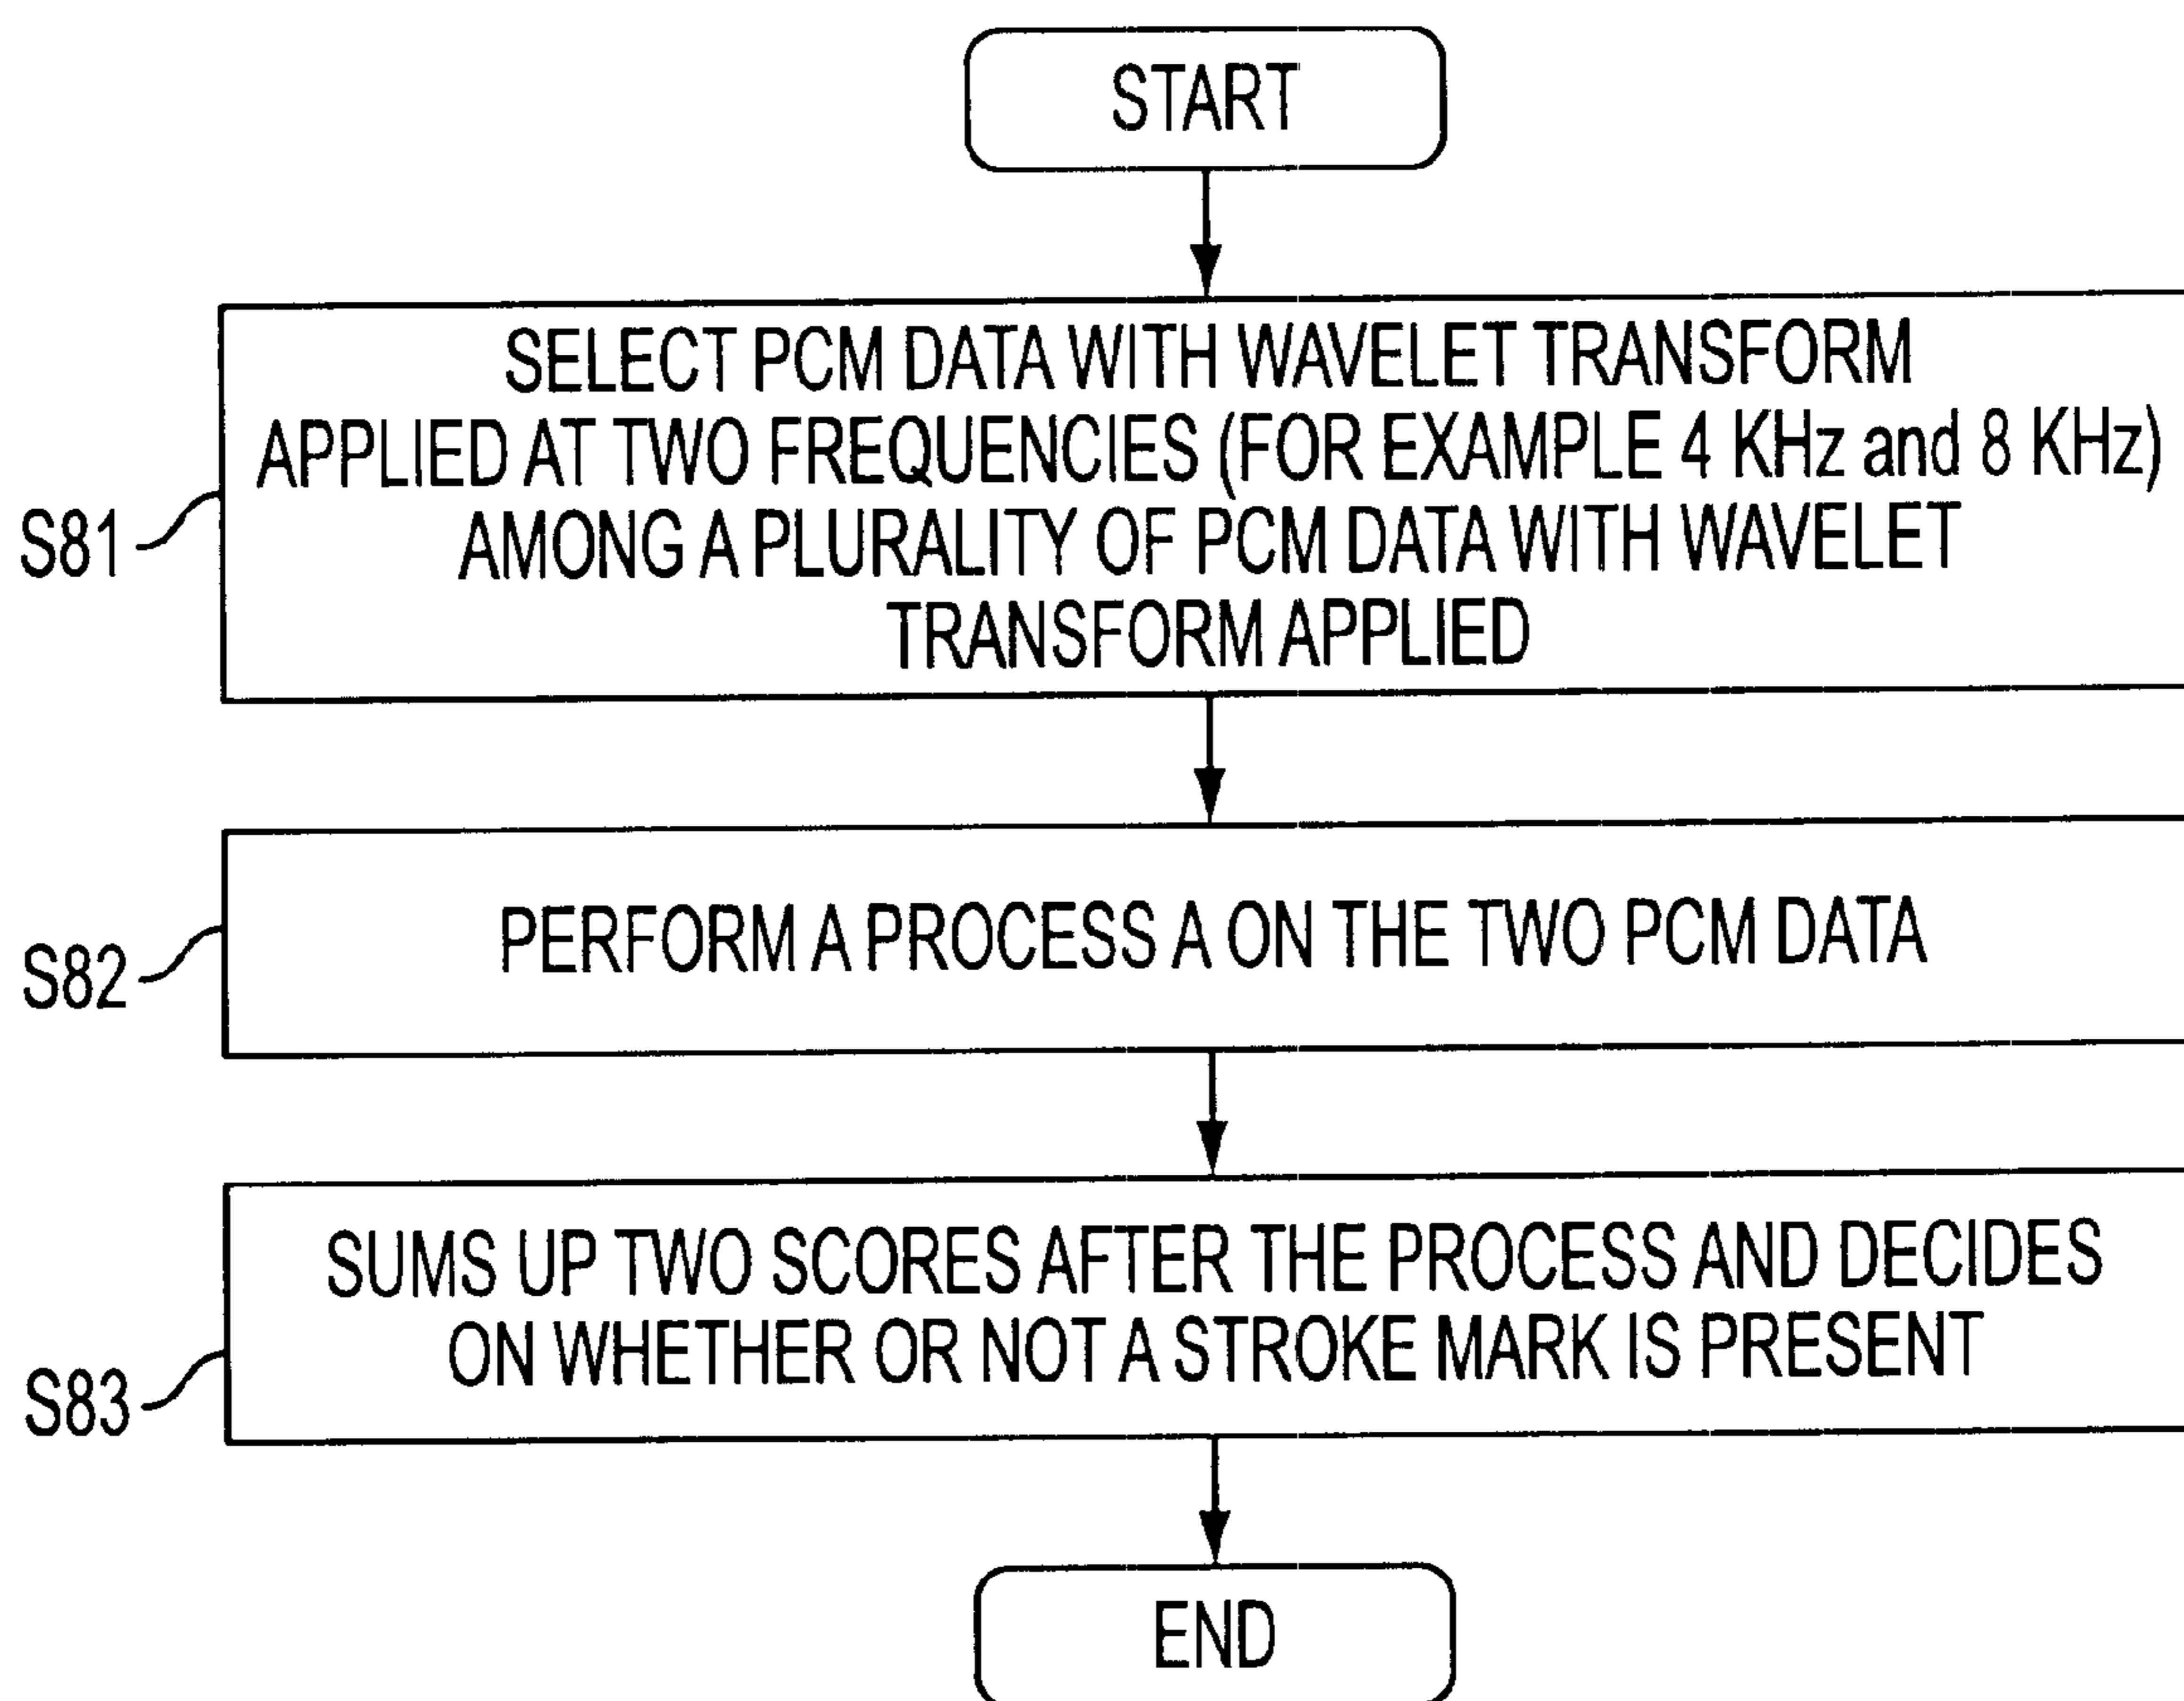 START
SELECT PCM DATA WITH WAVELET TRANSFORM
APPLIED AT TWO FREQUENCIES (FOR EXAMPLE 4 KHz and 8 KHz)
AMONG A PLURALITY OF PCM DATA WITH WAVELET
TRANSFORM APPLIED
S81
PERFORM A PROCESS A ON THE TWO PCM DATA
S82
SUMS UP TWO SCORES AFTER THE PROCESS AND DECIDES
ON WHETHER OR NOT A STROKE MARK IS PRESENT
S83
END